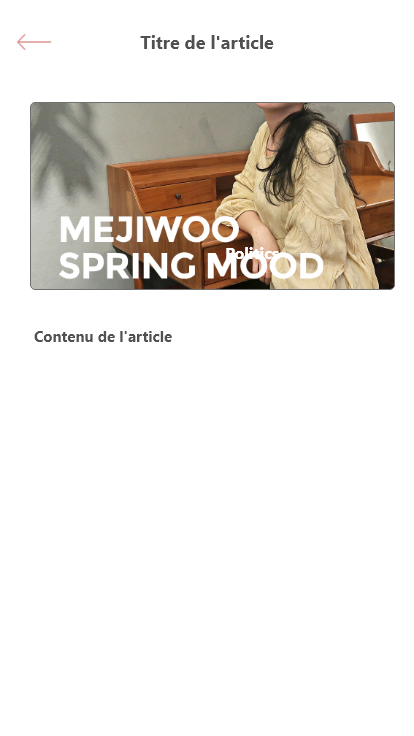 Titre de l'article
MEJIWOO
Politics
SPRING MOOD
Contenu de l'article